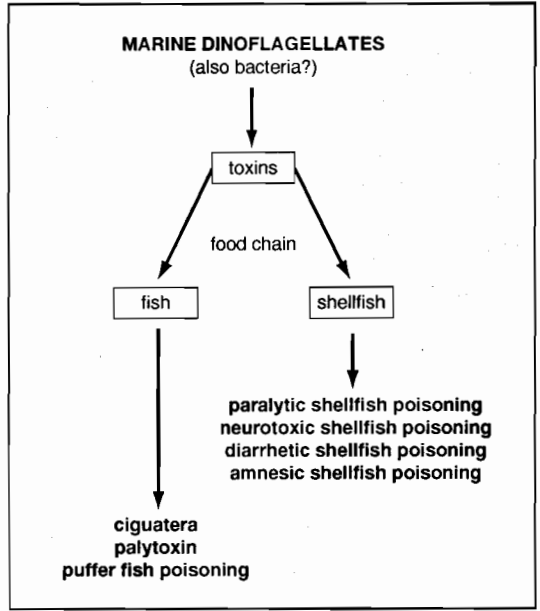 MARINE DINOFLAGELLATES
(also bacteria?)
toxins
food chain
fish
shellfish
paralytic shellfish poisoning
neurotoxic shellfish poisoning
diarrhetic shellfish poisoning
amnesic shellfish poisoning
ciguatera
palytoxin
puffer fish poisoning